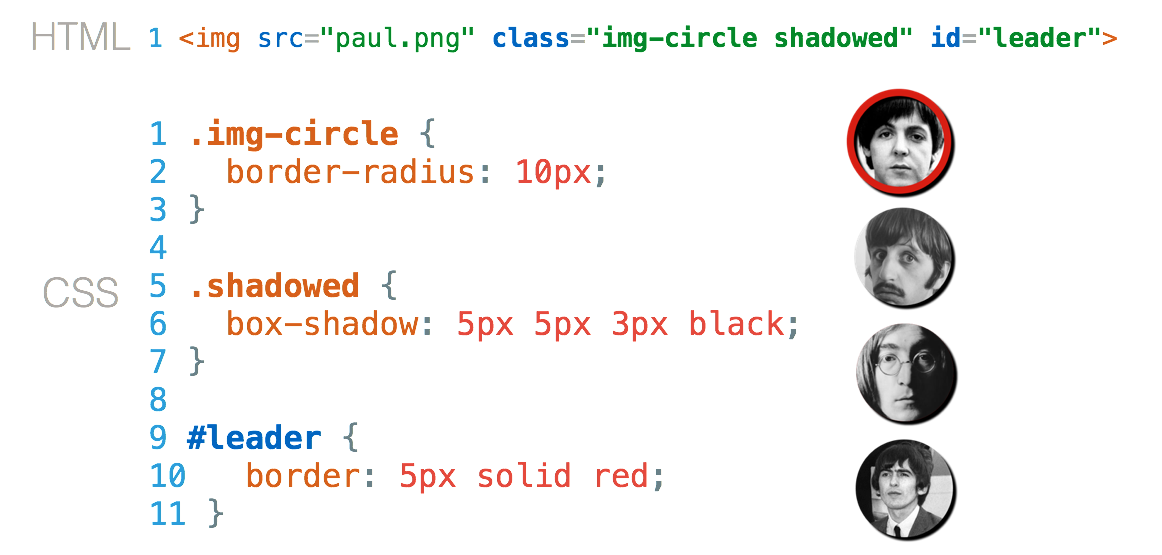 HTML 1 <img src="paul.png" class="img-circle shadowed" id="leader">
1 .img-circle {
2 border-radius: 10px;
3 }
4
CSS 5 .shadowed {
6 box-shadow: 5px 5px 3px black;
7 }
8
9 #leader {
10 border: 5px solid red;
11 }